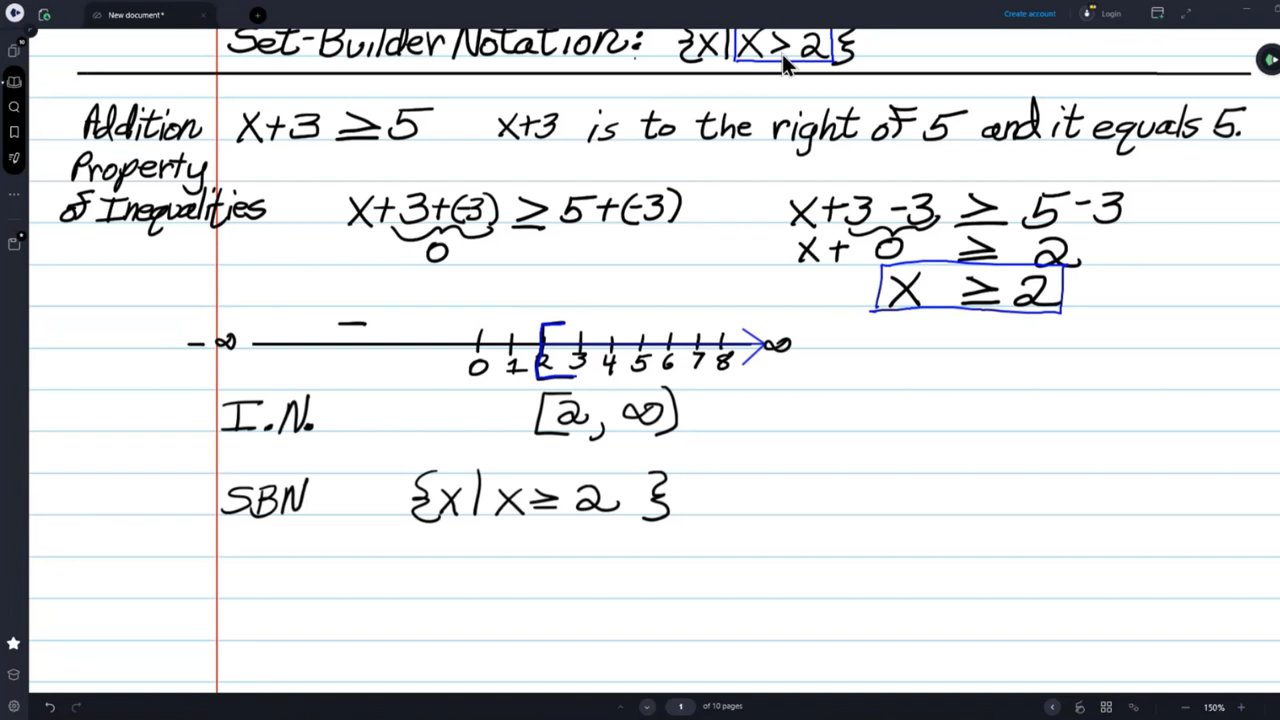 New document*
Create account
Login
Set-Builder Notation: {x|x>2}
Addition x+3 ≥5 x+3 is to the right of 5 and it equals 5.
Property
of Inequalities x+3+(-3) ≥ 5+(-3) x+3-3 ≥ 5-3
0 x+ 0 ≥ 2
x ≥2
−
-∞ ∞
0 1 2 3 4 5 6 7 8
I.N. [2, ∞)
SBN {x|x≥2 }
1 of 10 pages
150%